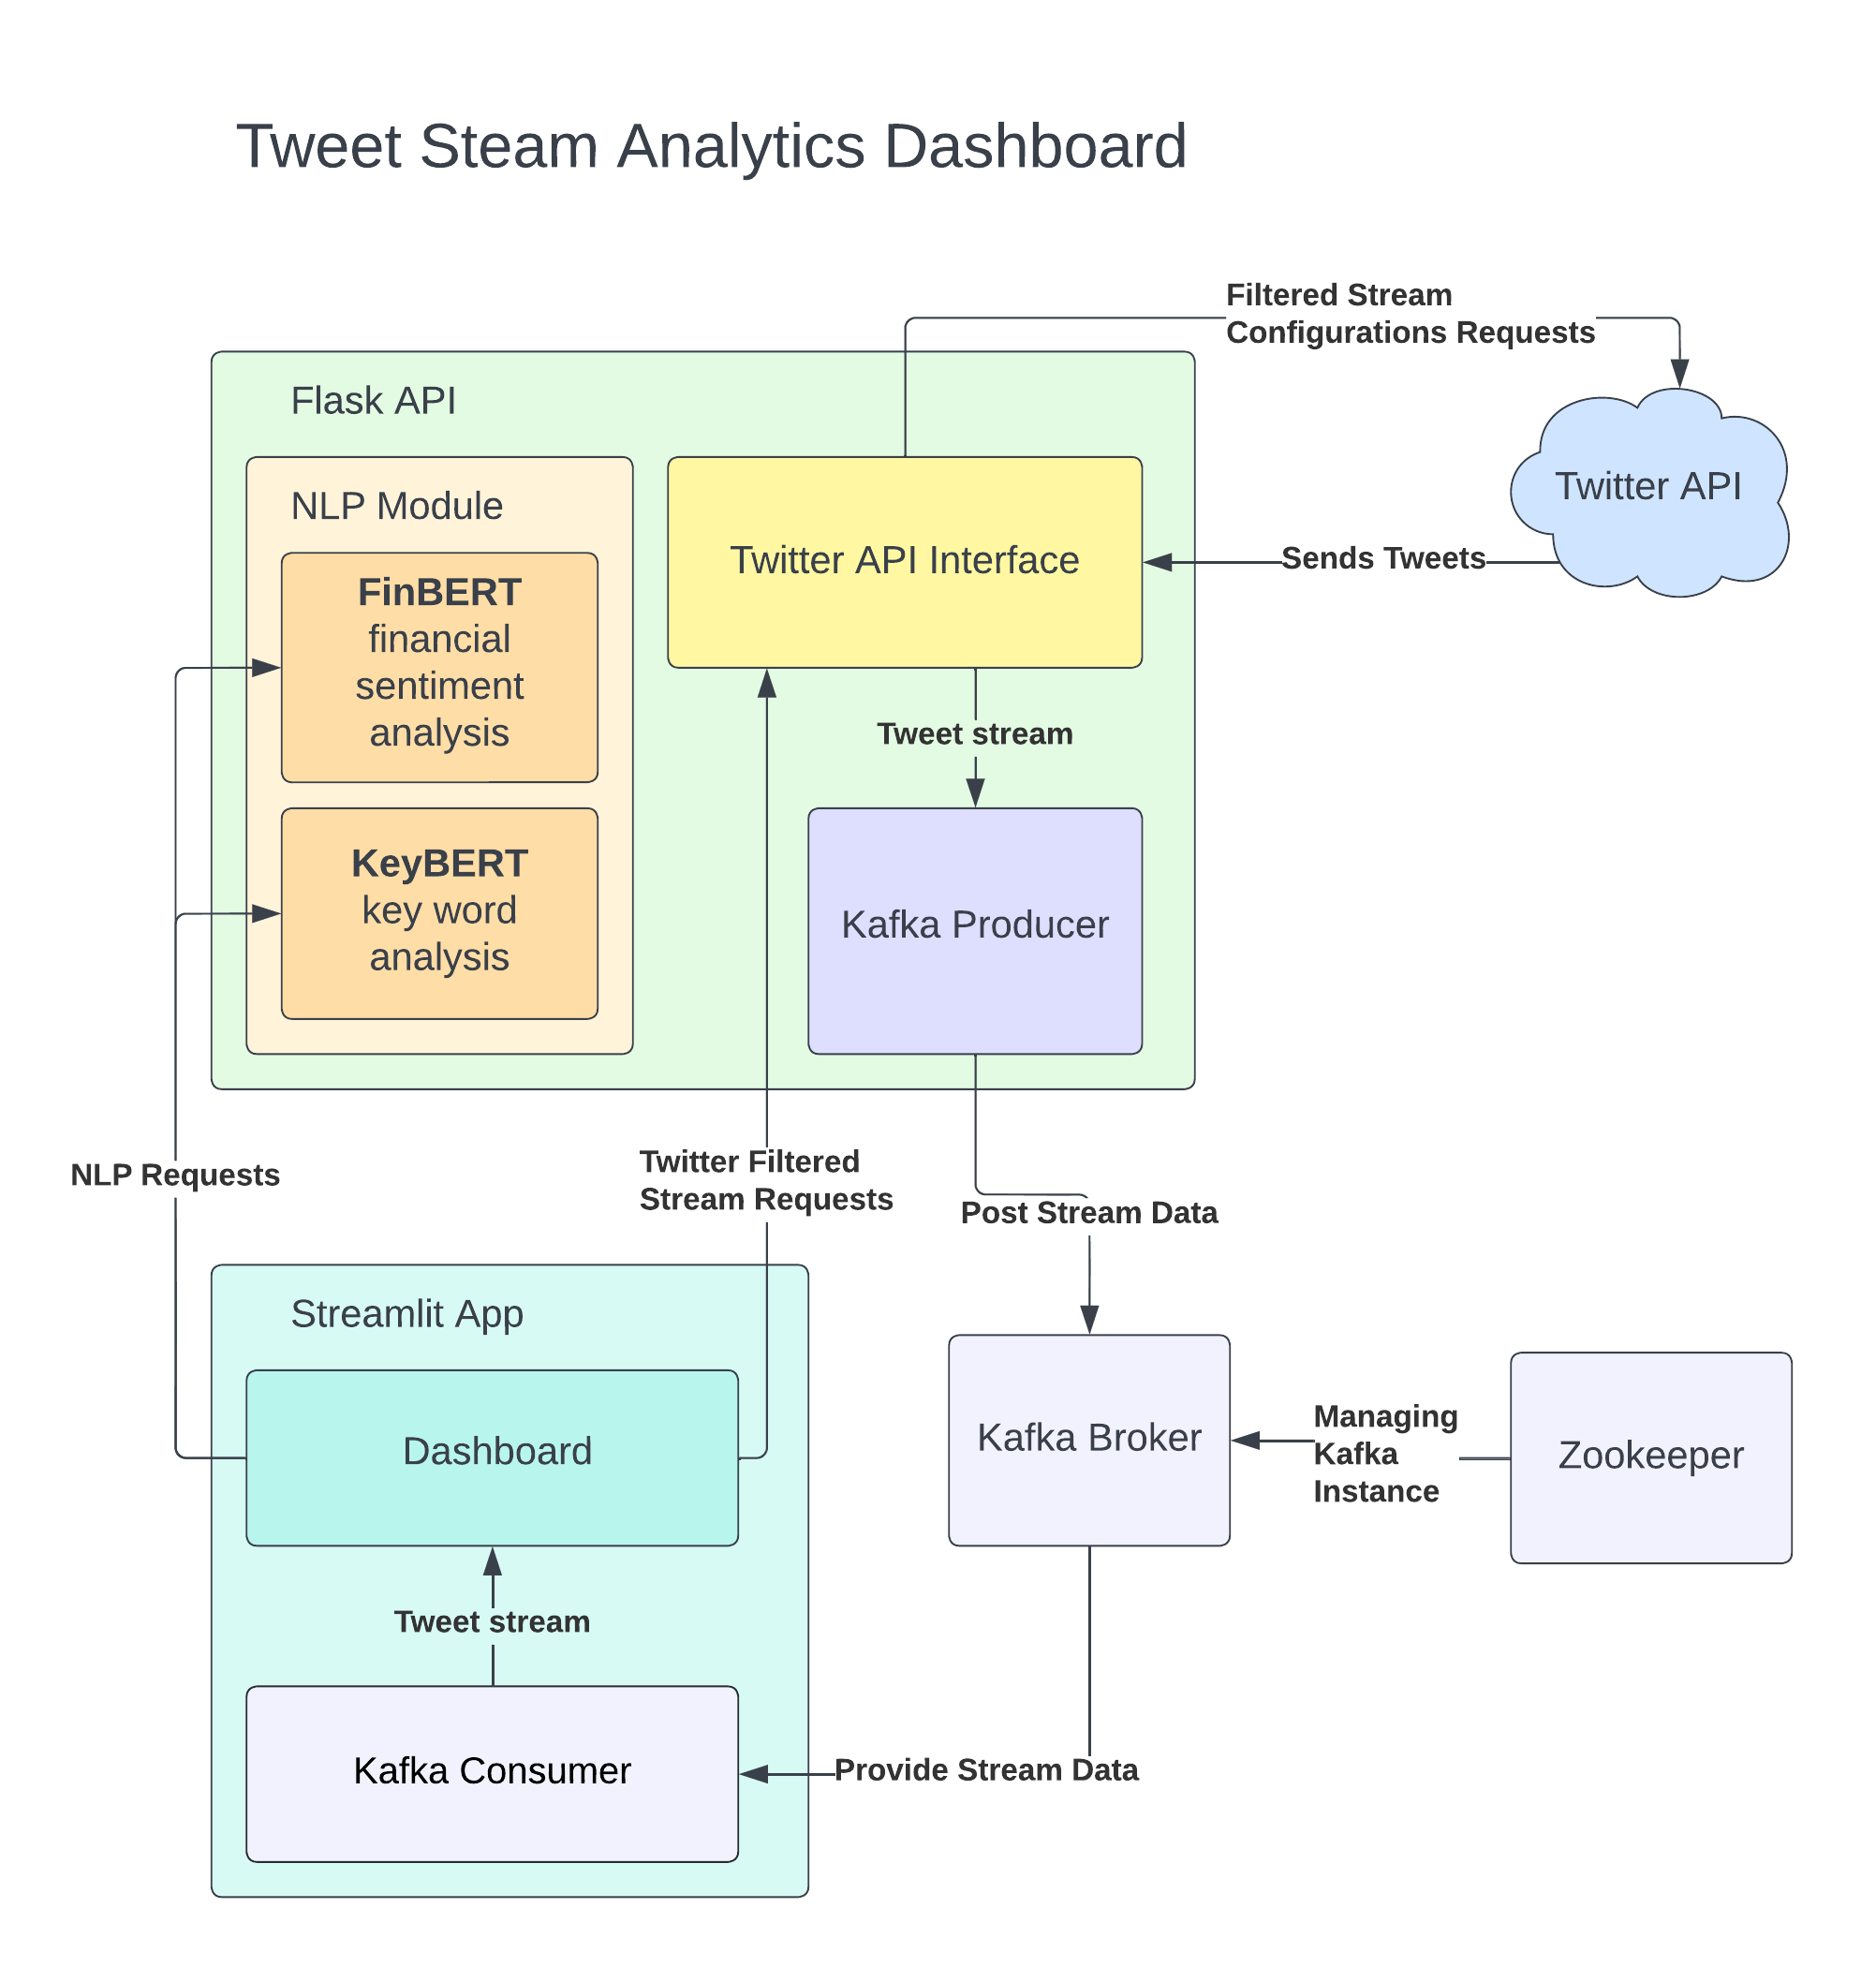 Tweet Steam Analytics Dashboard
Filtered Stream
Configurations Requests
Flask API
Twitter API
NLP Module
Twitter API Interface
Sends Tweets
FinBERT
financial
sentiment
analysis
Tweet stream
KeyBERT
key word
analysis
Kafka Producer
NLP Requests
Twitter Filtered
Stream Requests
Post Stream Data
Streamlit App
Dashboard
Kafka Broker
Managing
Kafka
Instance
Zookeeper
Tweet stream
Kafka Consumer
Provide Stream Data